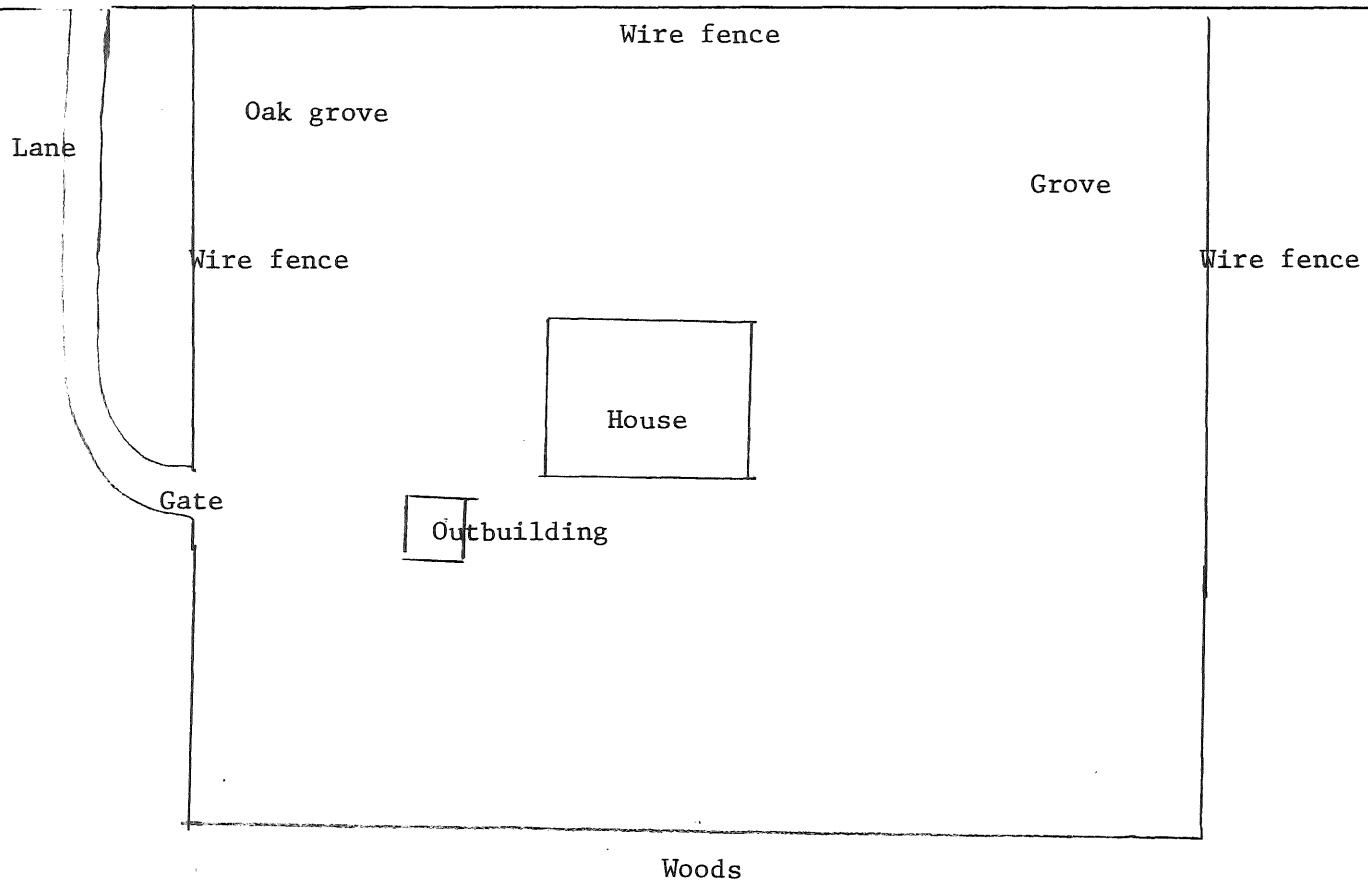 Wire fence
Oak grove
Lane
Grove
Wire fence
Wire fence
House
Gate
Outbuilding
Woods